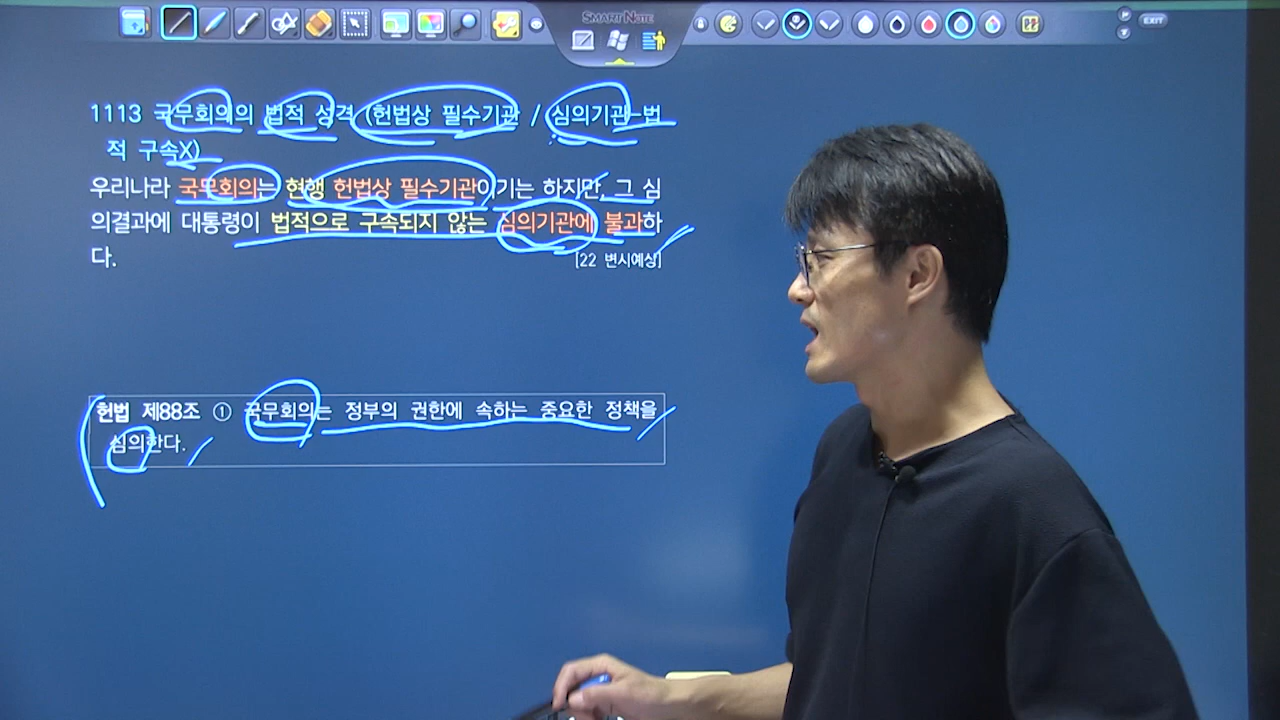 SMART NOTE
EXIT
1113 국무회의의 법적 성격 (헌법상 필수기관 / 심의기관-법
적 구속X)
우리나라 국무회의는 현행 헌법상 필수기관이기는 하지만, 그 심
의결과에 대통령이 법적으로 구속되지 않는 심의기관에 불과하
다.
[22 변시예상]
헌법 제88조 ① 국무회의는 정부의 권한에 속하는 중요한 정책을
심의한다.